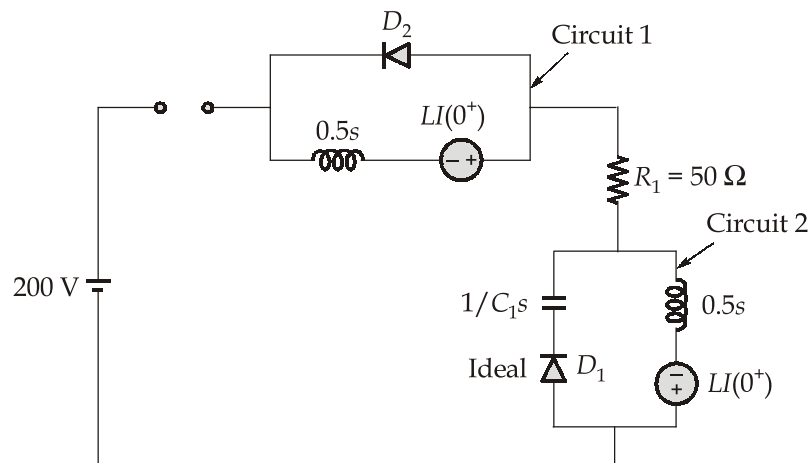 D₂
Circuit 1
0.5s
LI(0⁺)
− +
R₁ = 50 Ω
Circuit 2
200 V
1/C₁s
0.5s
Ideal
D₁
−
+
LI(0⁺)